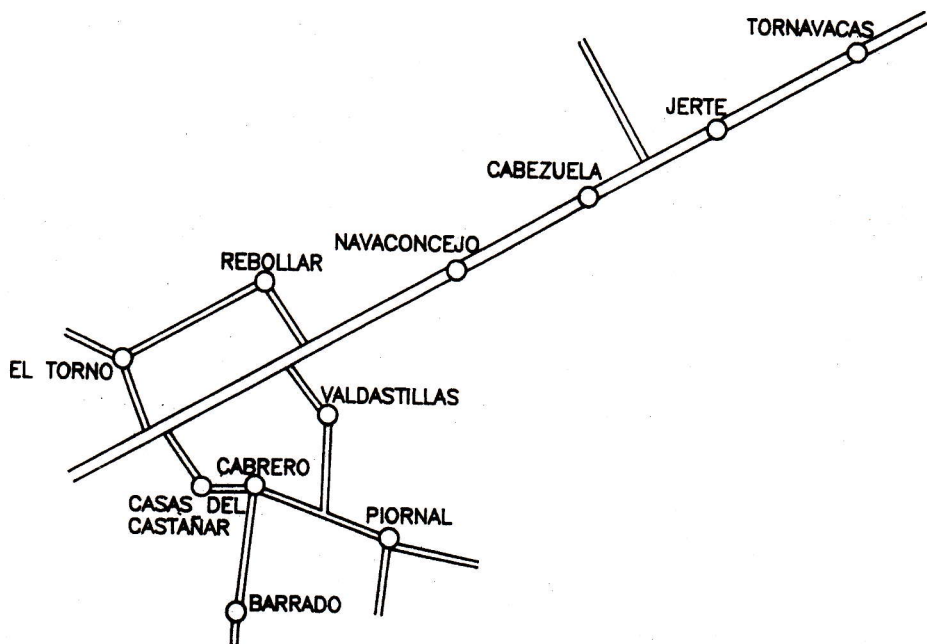 TORNAVACAS
JERTE
CABEZUELA
NAVACONCEJO
REBOLLAR
EL TORNO
VALDASTILLAS
CABRERO
CASAS DEL
CASTAÑAR
PIORNAL
BARRADO